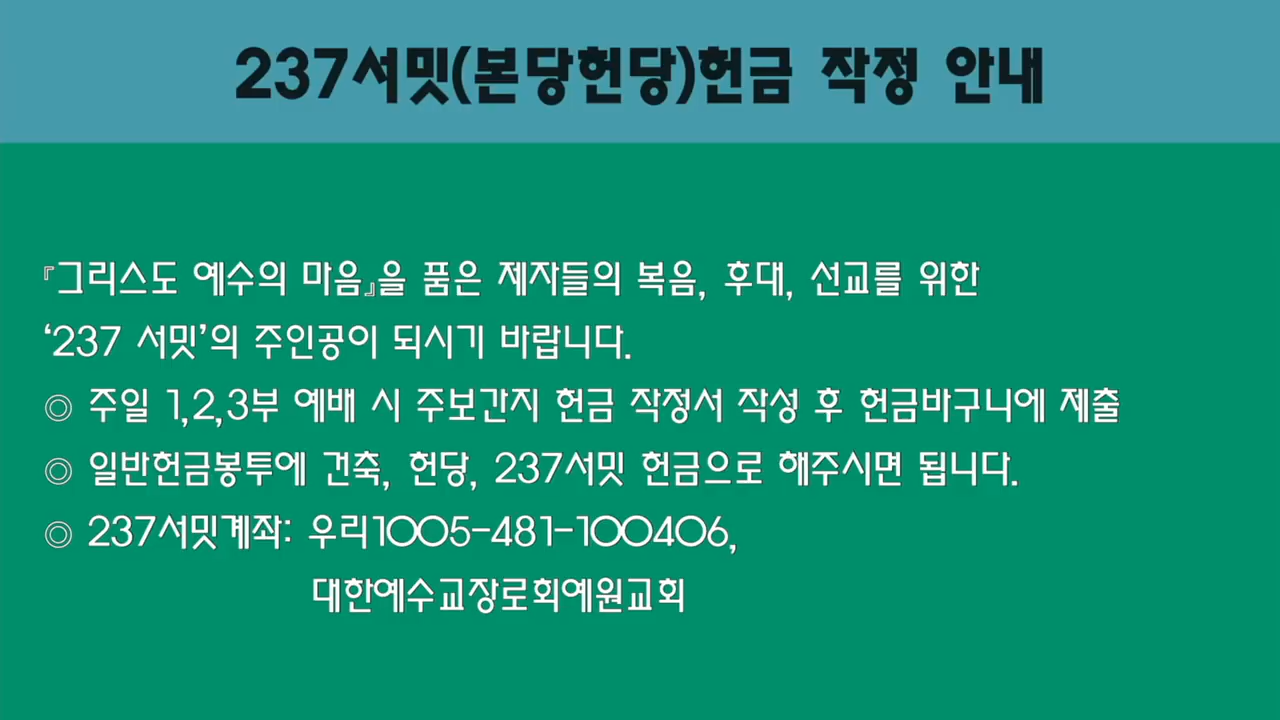 237서밋(본당헌당)헌금 작정 안내
『그리스도 예수의 마음』을 품은 제자들의 복음, 후대, 선교를 위한
‘237 서밋’의 주인공이 되시기 바랍니다.
◎ 주일 1,2,3부 예배 시 주보간지 헌금 작정서 작성 후 헌금바구니에 제출
◎ 일반헌금봉투에 건축, 헌당, 237서밋 헌금으로 해주시면 됩니다.
◎ 237서밋계좌: 우리1005-481-100406,
대한예수교장로회예원교회